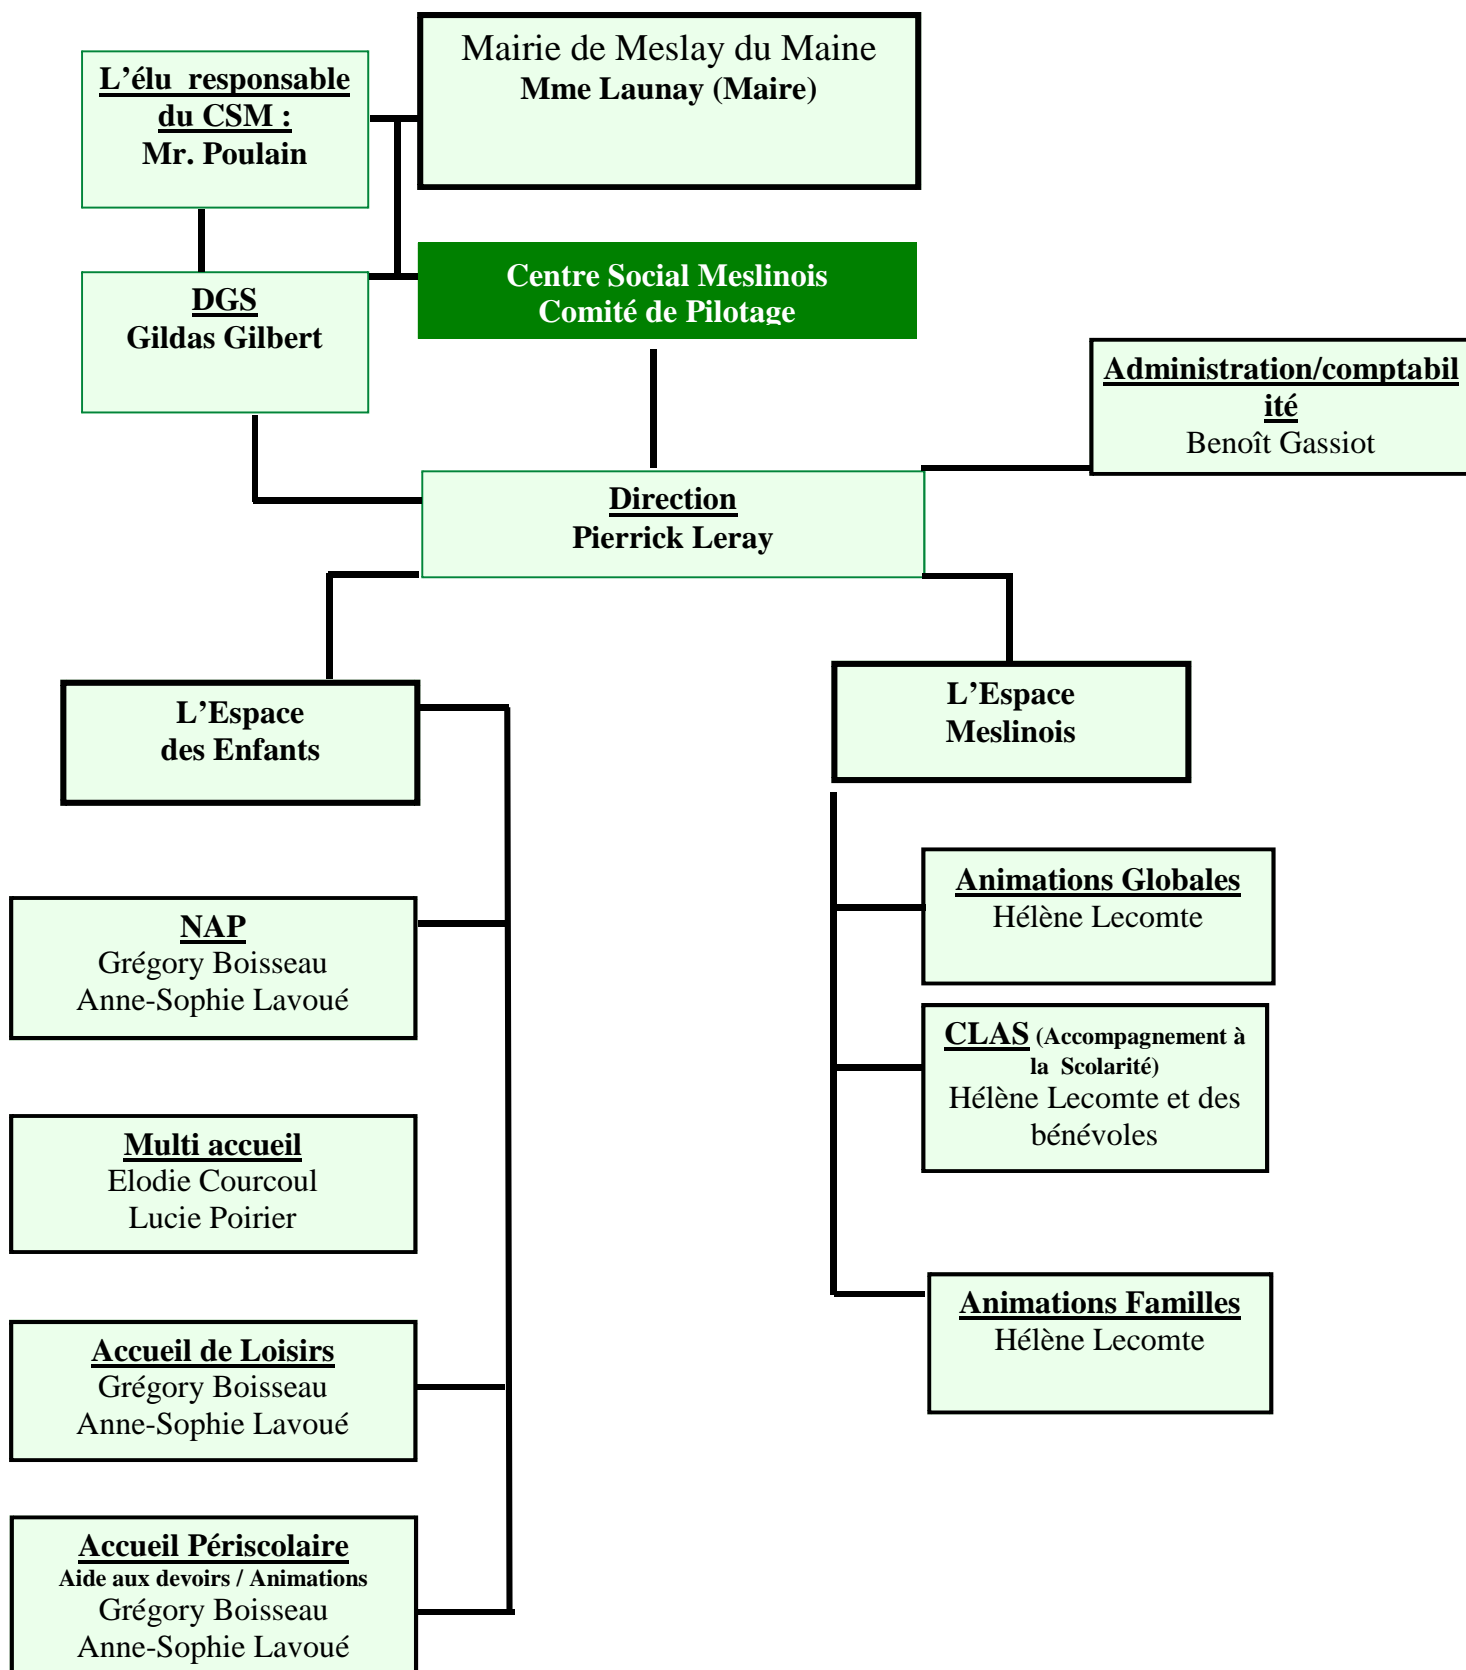 Mairie de Meslay du Maine
Mme Launay (Maire)
L’élu  responsable
du CSM :
Mr. Poulain
DGS
Gildas Gilbert
Centre Social Meslinois
Comité de Pilotage
Administration/comptabil
ité
Benoît Gassiot
Direction
Pierrick Leray
L’Espace
des Enfants
L’Espace
Meslinois
NAP
Grégory Boisseau
Anne-Sophie Lavoué
Multi accueil
Elodie Courcoul
Lucie Poirier
Accueil de Loisirs
Grégory Boisseau
Anne-Sophie Lavoué
Accueil Périscolaire
Aide aux devoirs / Animations
Grégory Boisseau
Anne-Sophie Lavoué
Animations Globales
Hélène Lecomte
CLAS (Accompagnement à
la  Scolarité)
Hélène Lecomte et des
bénévoles
Animations Familles
Hélène Lecomte